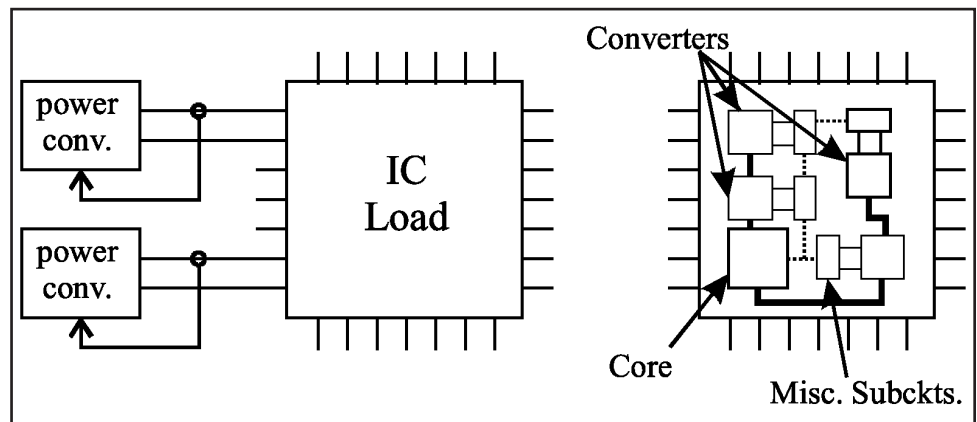 power
conv.
power
conv.
IC
Load
Converters
Core
Misc. Subckts.